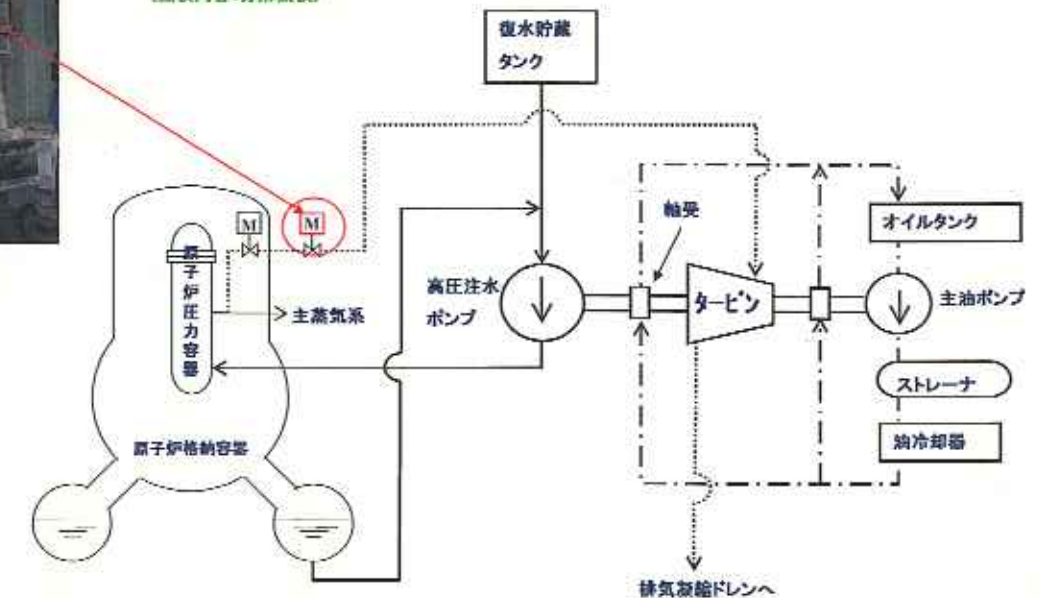 復水貯蔵
タンク
軸受
オイルタンク
M
M
原子炉圧力容器
高圧注水
ポンプ
タービン
主油ポンプ
主蒸気系
ストレーナ
原子炉格納容器
油冷却器
排気凝縮ドレンへ